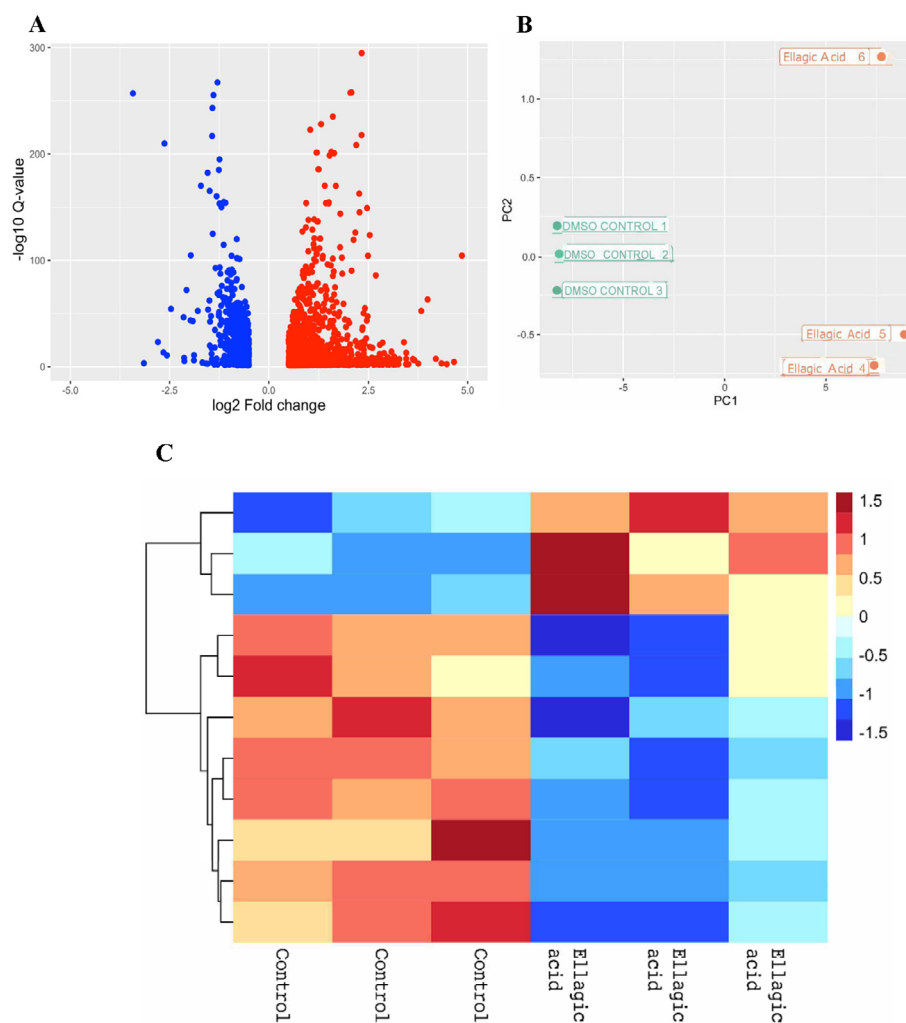 A
300
200
100
0
-log10 Q-value
-5.0
-2.5
0.0
2.5
5.0
log2 Fold change
B
Ellagic Acid 6
1.0
0.5
PC2
DMSO CONTROL 1
0.0
DMSO CONTROL 2
DMSO CONTROL 3
-0.5
Ellagic Acid 5
Ellagic Acid 4
-5
0
5
PC1
C
1.5
1
0.5
0
-0.5
-1
-1.5
Control
Control
Control
Ellagic
acid
Ellagic
acid
Ellagic
acid